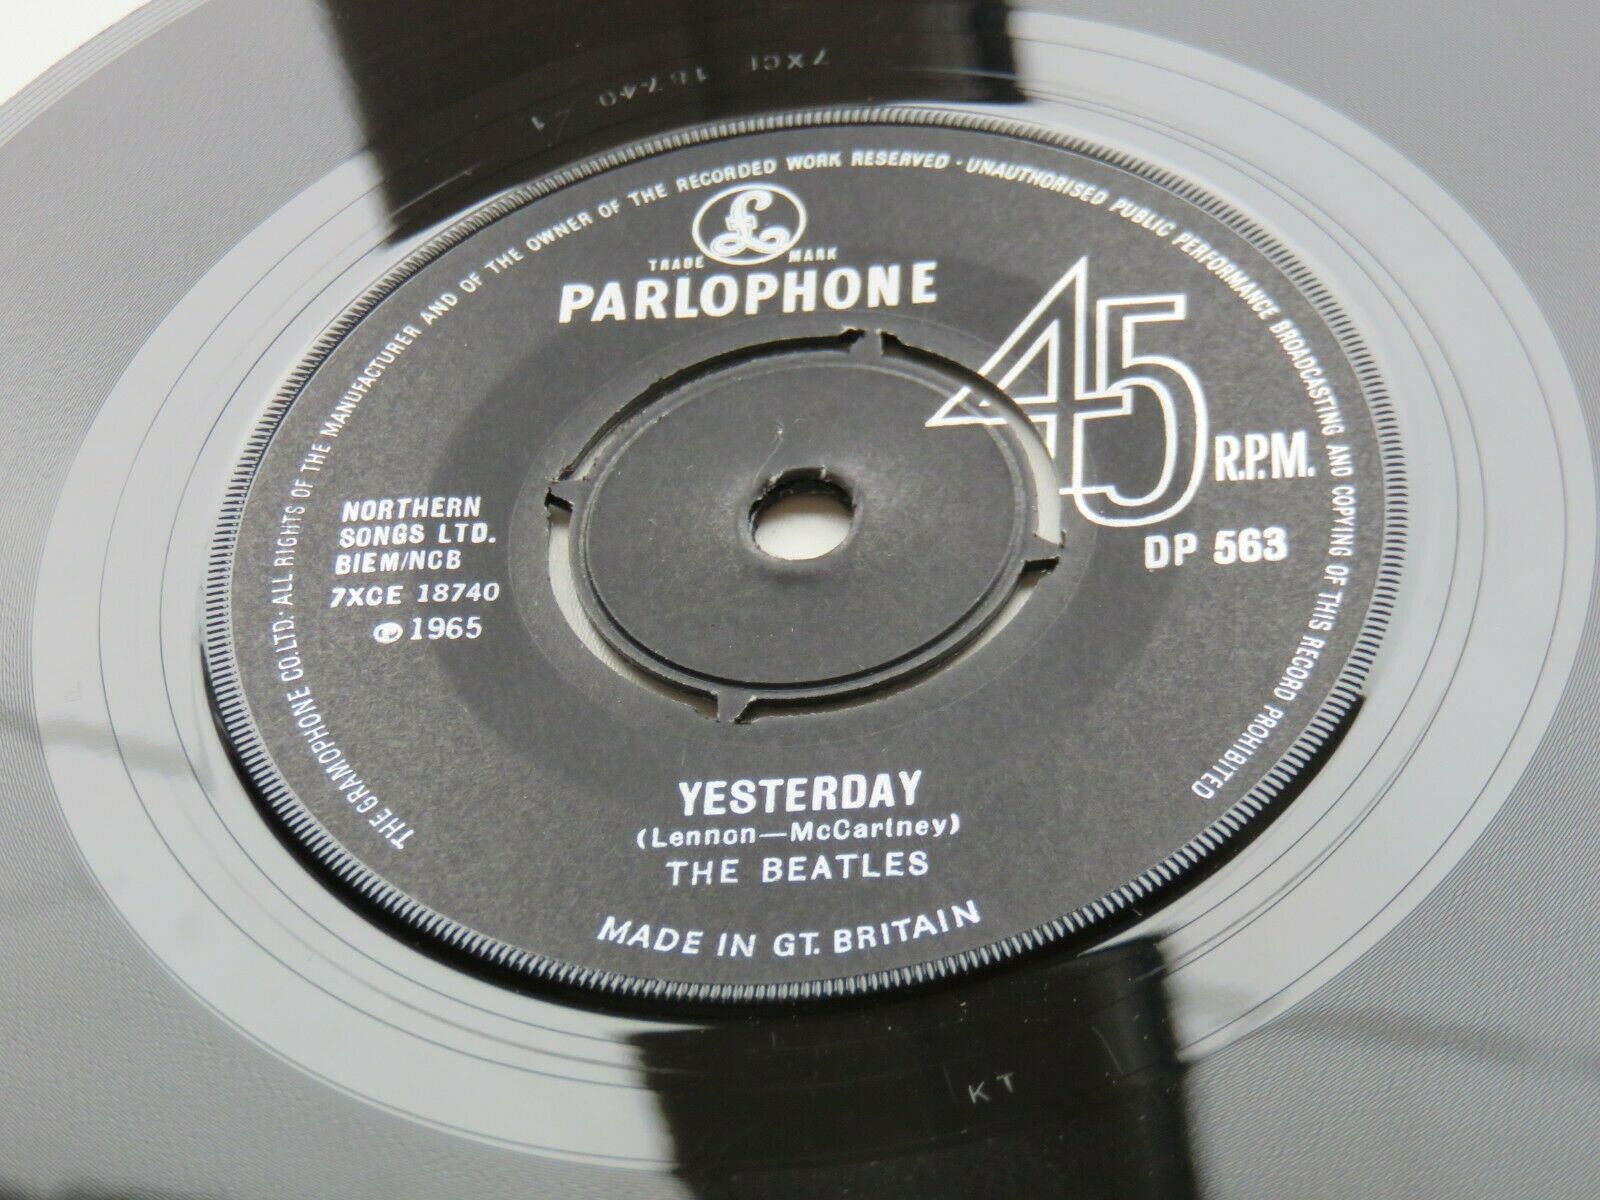 7XCE 18740 -1
THE GRAMOPHONE CO. LTD. · ALL RIGHTS OF THE MANUFACTURER AND OF THE OWNER OF THE RECORDED WORK RESERVED · UNAUTHORISED PUBLIC PERFORMANCE BROADCASTING AND COPYING OF THIS RECORD PROHIBITED
£
TRADE MARK
PARLOPHONE
45
R.P.M.
NORTHERN
SONGS LTD.
BIEM/NCB
7XCE 18740
℗ 1965
DP 563
YESTERDAY
(Lennon—McCartney)
THE BEATLES
MADE IN GT. BRITAIN
KT